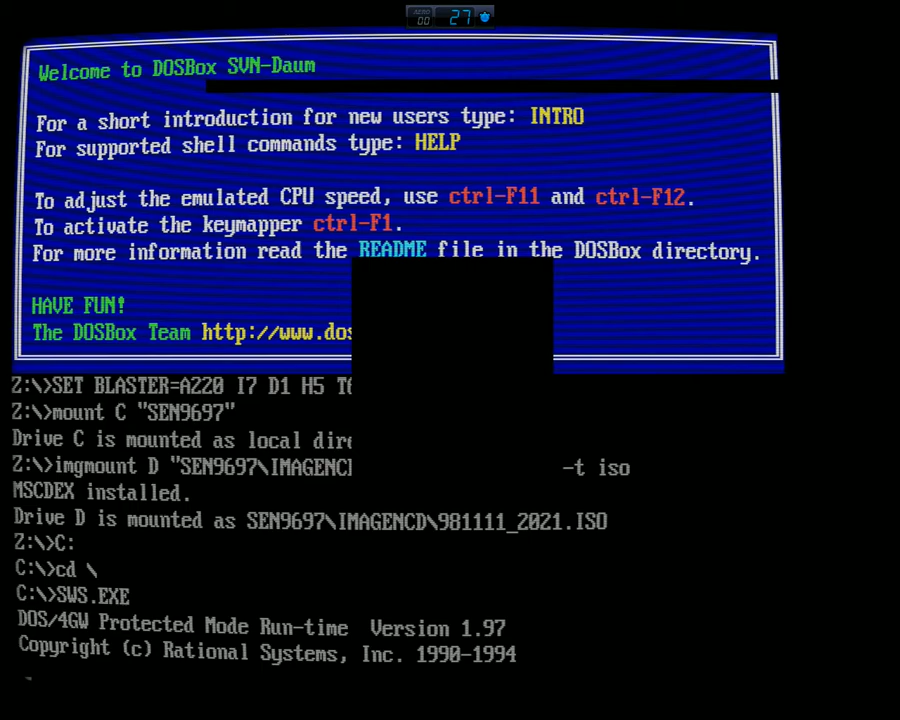 AERO
00
27
Welcome to DOSBox SVN-Daum
For a short introduction for new users type: INTRO
For supported shell commands type: HELP
To adjust the emulated CPU speed, use ctrl-F11 and ctrl-F12.
To activate the keymapper ctrl-F1.
For more information read the README file in the DOSBox directory.
HAVE FUN!
The DOSBox Team http://www.dos
Z:\>SET BLASTER=A220 I7 D1 H5
Z:\>mount C "SEN9697"
Drive C is mounted as local dire
Z:\>imgmount D "SEN9697\IMAGENC -t iso
MSCDEX installed.
Drive D is mounted as SEN9697\IMAGENCD\981111_2021.ISO
Z:\>C:
C:\>cd \
C:\>SWS.EXE
DOS/4GW Protected Mode Run-time Version 1.97
Copyright (c) Rational Systems, Inc. 1990-1994